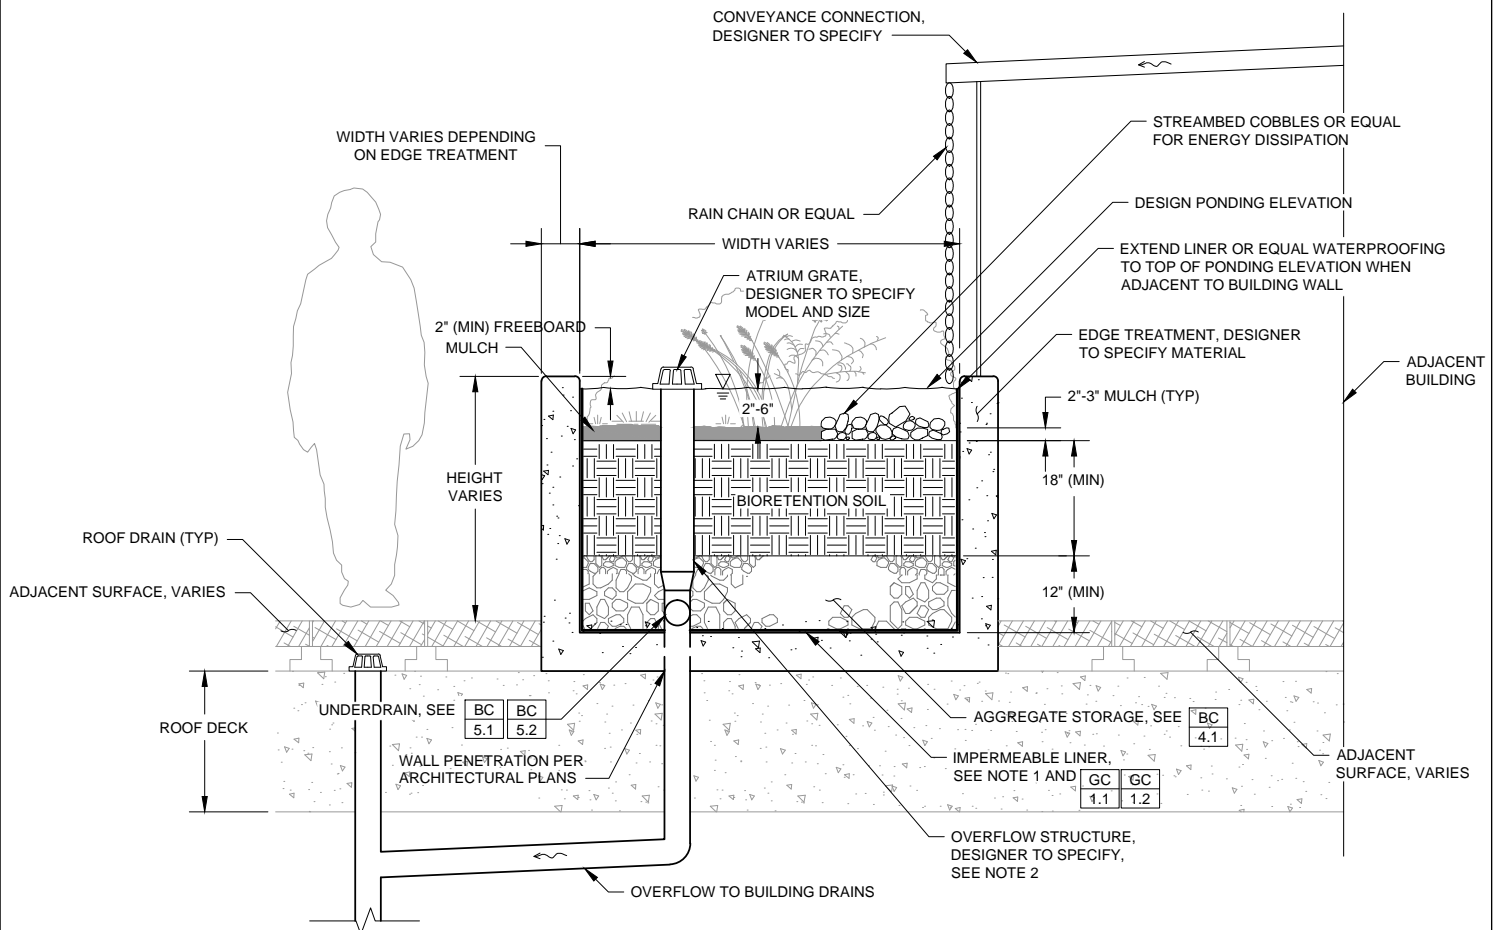 CONVEYANCE CONNECTION,
DESIGNER TO SPECIFY
WIDTH VARIES DEPENDING
ON EDGE TREATMENT
STREAMBED COBBLES OR EQUAL
FOR ENERGY DISSIPATION
RAIN CHAIN OR EQUAL
DESIGN PONDING ELEVATION
WIDTH VARIES
EXTEND LINER OR EQUAL WATERPROOFING
TO TOP OF PONDING ELEVATION WHEN
ADJACENT TO BUILDING WALL
ATRIUM GRATE,
DESIGNER TO SPECIFY
MODEL AND SIZE
2" (MIN) FREEBOARD
MULCH
EDGE TREATMENT, DESIGNER
TO SPECIFY MATERIAL
ADJACENT
BUILDING
2"-3" MULCH (TYP)
2"-6"
HEIGHT
VARIES
18" (MIN)
BIORETENTION SOIL
ROOF DRAIN (TYP)
ADJACENT SURFACE, VARIES
12" (MIN)
UNDERDRAIN, SEE
BC
5.1
BC
5.2
ROOF DECK
AGGREGATE STORAGE, SEE
BC
4.1
WALL PENETRATION PER
ARCHITECTURAL PLANS
IMPERMEABLE LINER,
SEE NOTE 1 AND
GC
1.1
GC
1.2
ADJACENT
SURFACE, VARIES
OVERFLOW STRUCTURE,
DESIGNER TO SPECIFY,
SEE NOTE 2
OVERFLOW TO BUILDING DRAINS